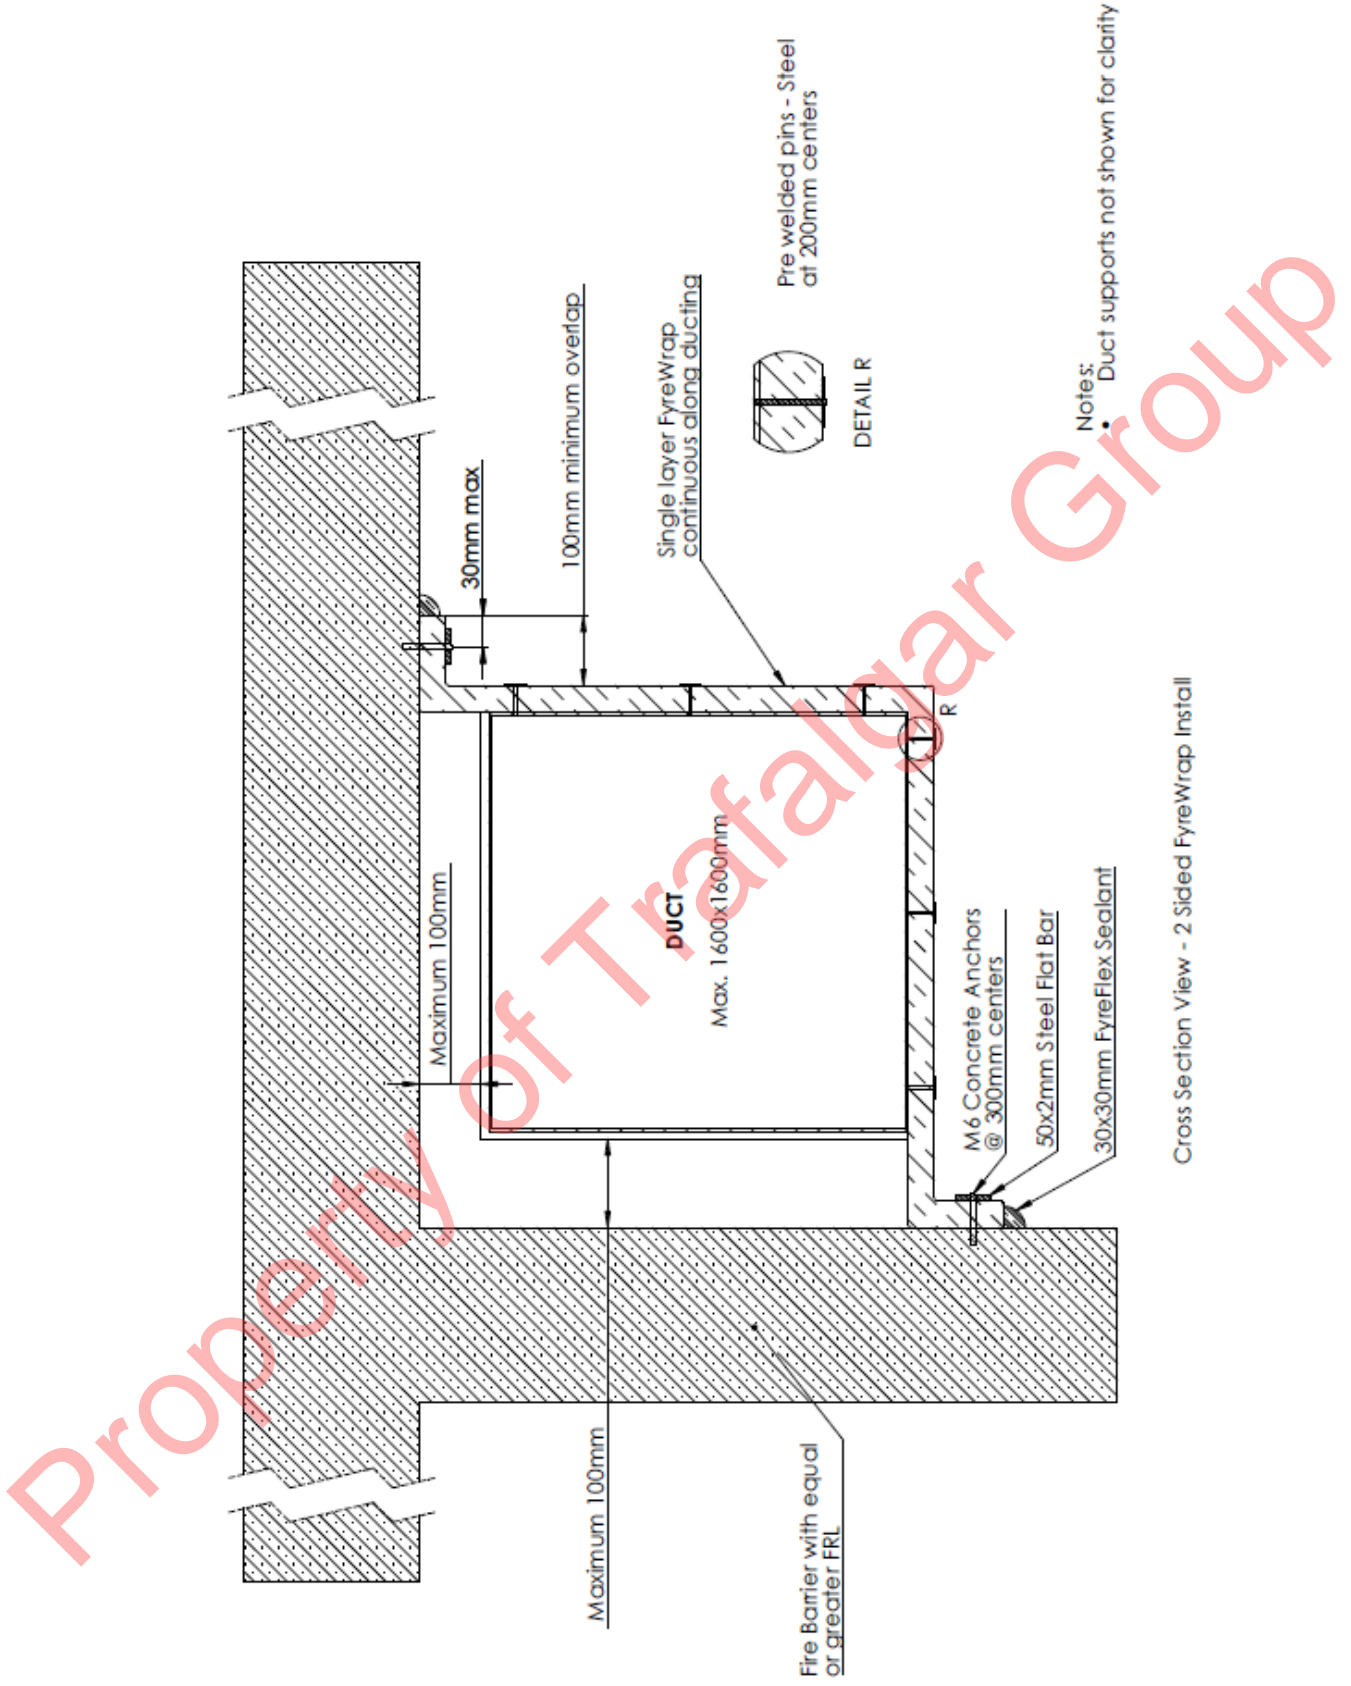 Maximum 100mm
30mm max
100mm minimum overlap
Single layer FyreWrap
continuous along ducting
Pre welded pins - Steel
at 200mm centers
DETAIL R
DUCT
Max. 1600x1600mm
R
Maximum 100mm
Fire Barrier with equal
or greater FRL
M6 Concrete Anchors
@ 300mm centers
50x2mm Steel Flat Bar
30x30mm FyreFlex Sealant
Notes:
• Duct supports not shown for clarity
Cross Section View - 2 Sided FyreWrap Install
Property of Trafalgar Group